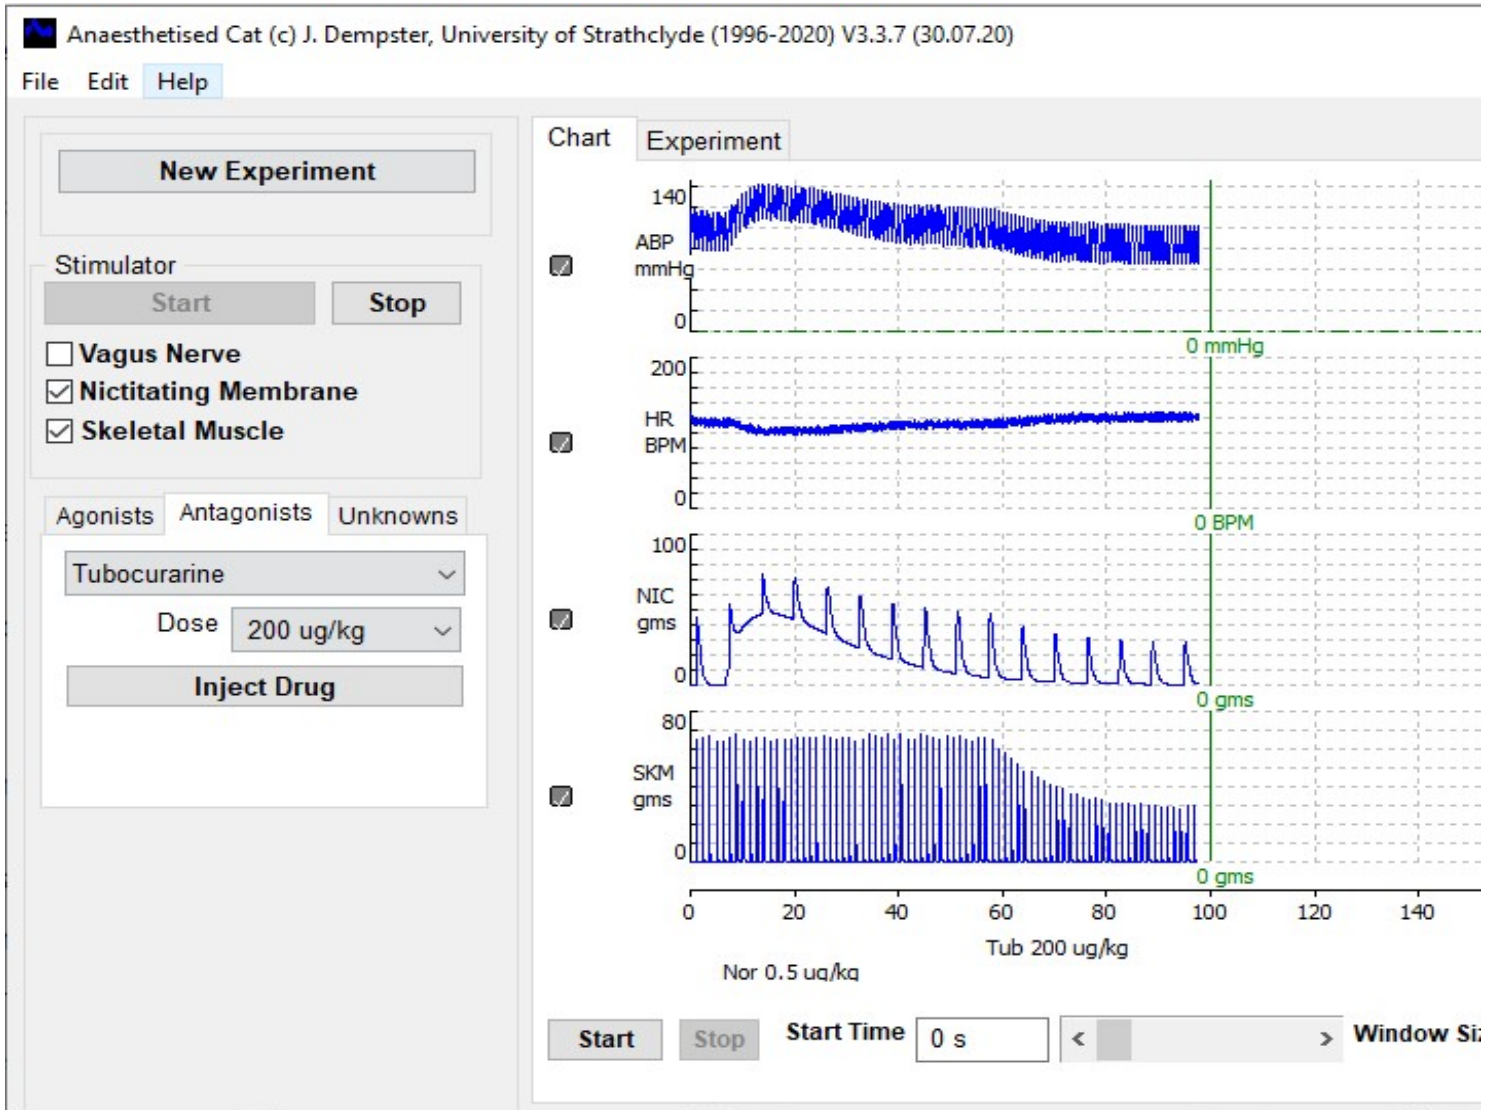 Anaesthetised Cat (c) J. Dempster, University of Strathclyde (1996-2020) V3.3.7 (30.07.20)
File Edit Help
New Experiment
Stimulator
Start Stop
Vagus Nerve
Nictitating Membrane
Skeletal Muscle
Agonists Antagonists Unknowns
Tubocurarine
Dose 200 ug/kg
Inject Drug
Chart Experiment
140
ABP
mmHg
0
0 mmHg
200
HR
BPM
0
0 BPM
100
NIC
gms
0
0 gms
80
SKM
gms
0
0 gms
0 20 40 60 80 100 120 140
Tub 200 ug/kg
Nor 0.5 ug/kg
Start Stop Start Time 0 s < > Window Siz